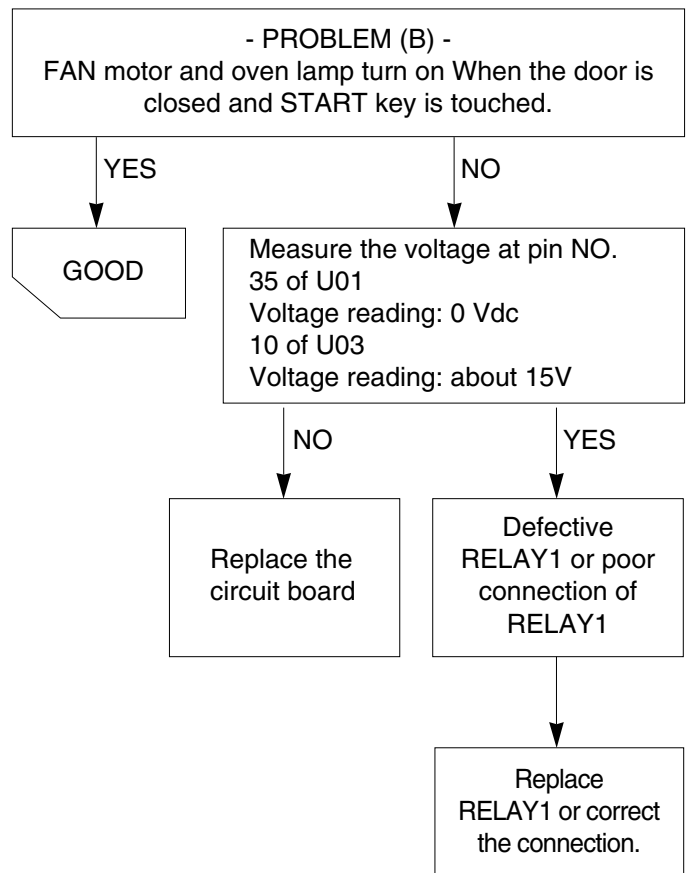 - PROBLEM (B) -
FAN motor and oven lamp turn on When the door is
closed and START key is touched.
YES
NO
GOOD
Measure the voltage at pin NO.
35 of U01
Voltage reading: 0 Vdc
10 of U03
Voltage reading: about 15V
NO
YES
Replace the
circuit board
Defective
RELAY1 or poor
connection of
RELAY1
Replace
RELAY1 or correct
the connection.